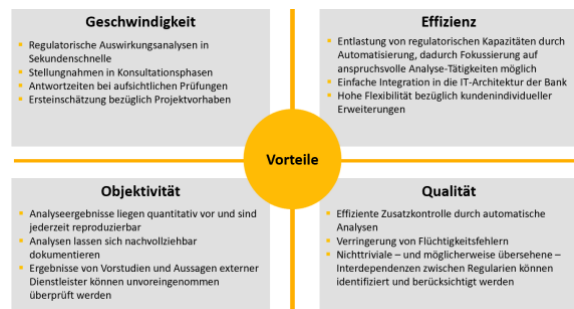 Geschwindigkeit
Regulatorische Auswirkungsanalysen in
Sekundenschnelle
Stellungnahmen in Konsultationsphasen
Antwortzeiten bei aufsichtlichen Prüfungen
Ersteinschätzung bezüglich Projektvorhaben
Effizienz
Entlastung von regulatorischen Kapazitäten durch
Automatisierung, dadurch Fokussierung auf
anspruchsvolle Analyse-Tätigkeiten möglich
Einfache Integration in die IT-Architektur der Bank
Hohe Flexibilität bezüglich kundenindividueller
Erweiterungen
Vorteile
Objektivität
Analyseergebnisse liegen quantitativ vor und sind
jederzeit reproduzierbar
Analysen lassen sich nachvollziehbar
dokumentieren
Ergebnisse von Vorstudien und Aussagen externer
Dienstleister können unvoreingenommen
überprüft werden
Qualität
Effiziente Zusatzkontrolle durch automatische
Analysen
Verringerung von Flüchtigkeitsfehlern
Nichttriviale – und möglicherweise übersehene –
Interdependenzen zwischen Regularien können
identifiziert und berücksichtigt werden